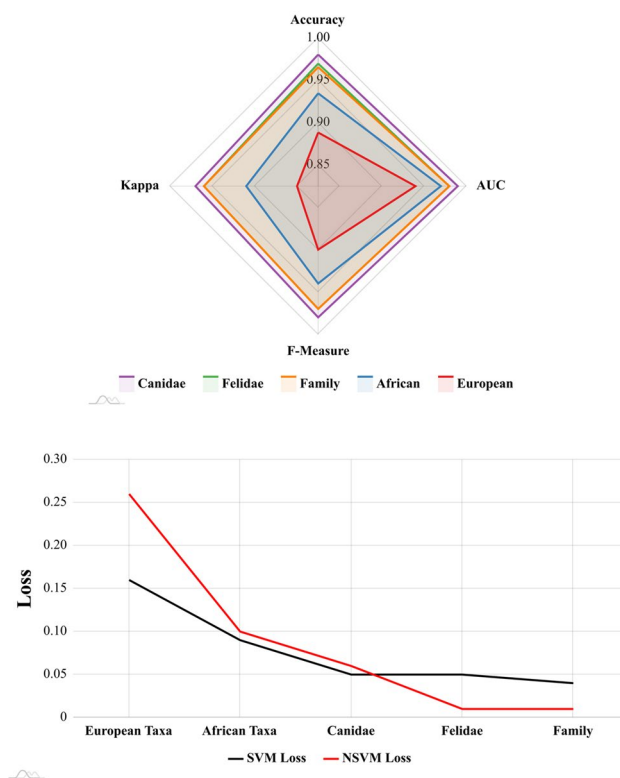 Accuracy
1.00
0.95
0.90
0.85
Kappa
AUC
F-Measure
Canidae Felidae Family African European
0.30
0.25
0.20
0.15
0.10
0.05
0
Loss
European Taxa African Taxa Canidae Felidae Family
SVM Loss NSVM Loss